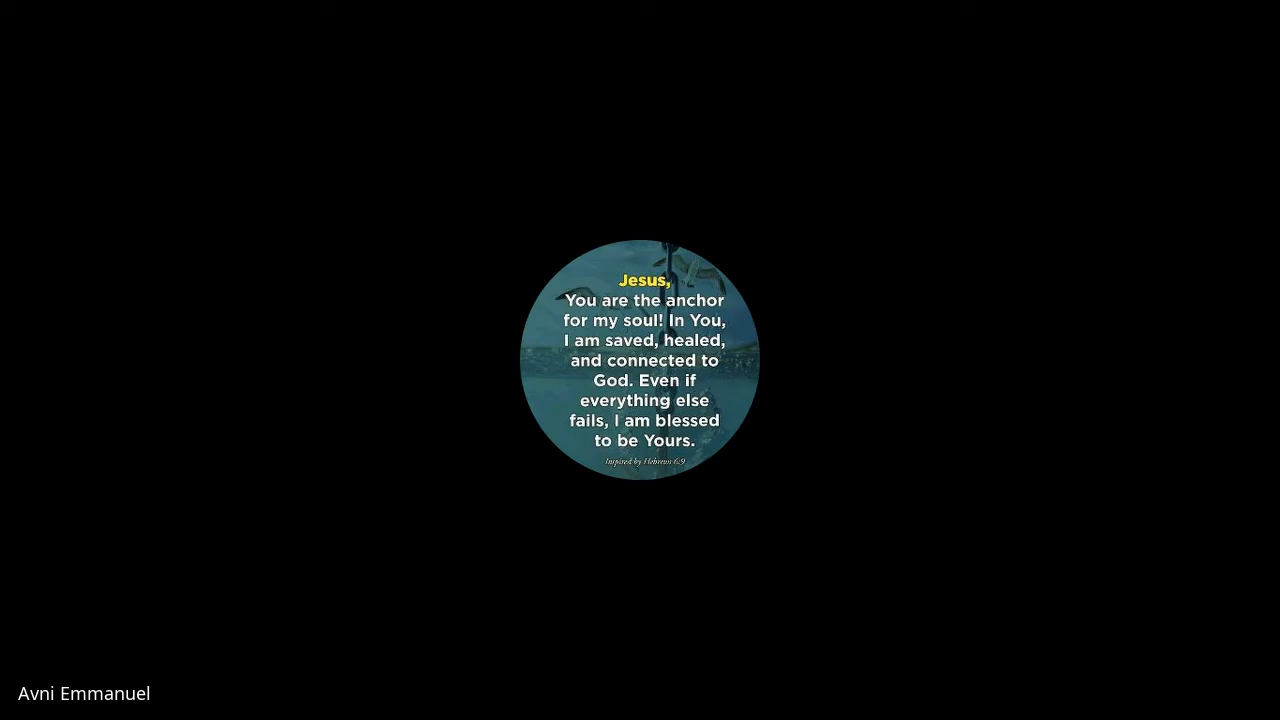 Jesus,
You are the anchor
for my soul! In You,
I am saved, healed,
and connected to
God. Even if
everything else
fails, I am blessed
to be Yours.
Inspired by Hebrews 6:9
Avni Emmanuel